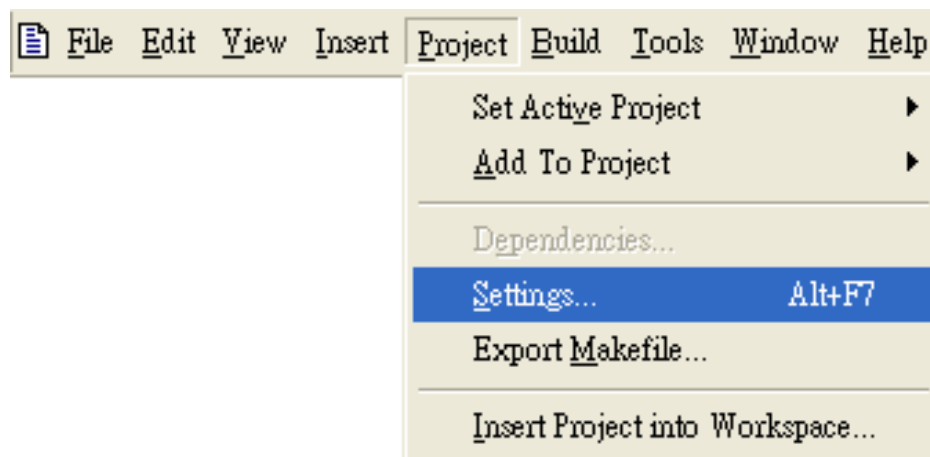 File Edit View Insert Project Build Tools Window Help
Set Active Project
Add To Project
Dependencies...
Settings... Alt+F7
Export Makefile...
Insert Project into Workspace...